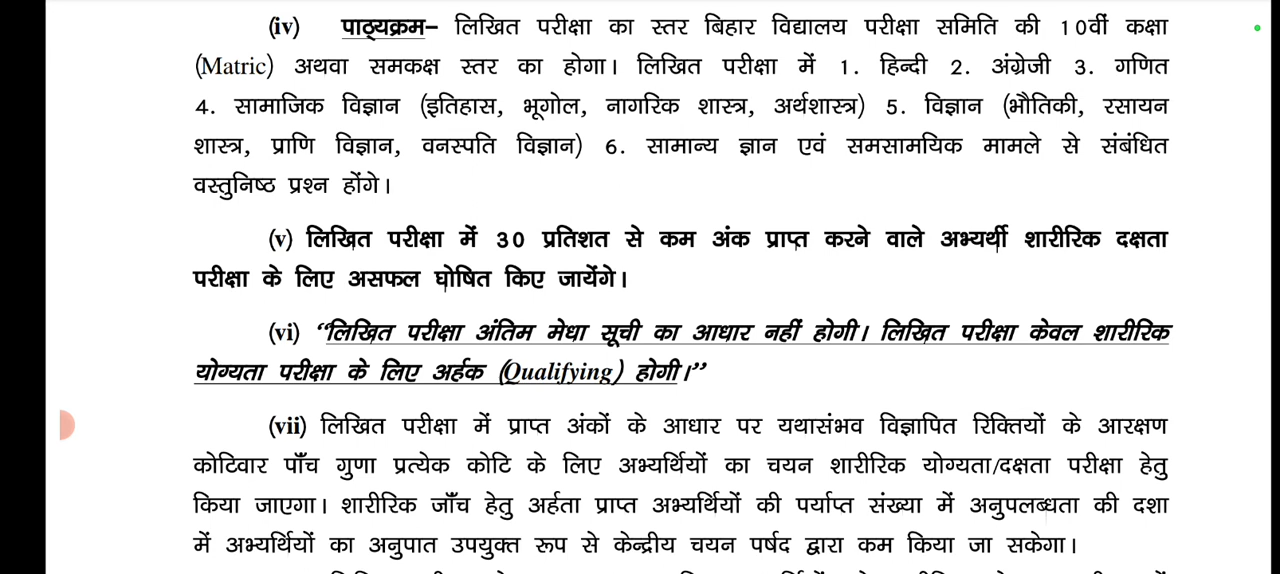 (iv) पाठ्यक्रम– लिखित परीक्षा का स्तर बिहार विद्यालय परीक्षा समिति की 10वीं कक्षा
(Matric) अथवा समकक्ष स्तर का होगा। लिखित परीक्षा में 1. हिन्दी 2. अंग्रेजी 3. गणित
4. सामाजिक विज्ञान (इतिहास, भूगोल, नागरिक शास्त्र, अर्थशास्त्र) 5. विज्ञान (भौतिकी, रसायन
शास्त्र, प्राणि विज्ञान, वनस्पति विज्ञान) 6. सामान्य ज्ञान एवं समसामयिक मामले से संबंधित
वस्तुनिष्ठ प्रश्न होंगे।
(v) लिखित परीक्षा में 30 प्रतिशत से कम अंक प्राप्त करने वाले अभ्यर्थी शारीरिक दक्षता
परीक्षा के लिए असफल घोषित किए जायेंगे।
(vi) “लिखित परीक्षा अंतिम मेधा सूची का आधार नहीं होगी। लिखित परीक्षा केवल शारीरिक
योग्यता परीक्षा के लिए अर्हक (Qualifying) होगी।”
(vii) लिखित परीक्षा में प्राप्त अंकों के आधार पर यथासंभव विज्ञापित रिक्तियों के आरक्षण
कोटिवार पाँच गुणा प्रत्येक कोटि के लिए अभ्यर्थियों का चयन शारीरिक योग्यता/दक्षता परीक्षा हेतु
किया जाएगा। शारीरिक जाँच हेतु अर्हता प्राप्त अभ्यर्थियों की पर्याप्त संख्या में अनुपलब्धता की दशा
में अभ्यर्थियों का अनुपात उपयुक्त रूप से केन्द्रीय चयन पर्षद द्वारा कम किया जा सकेगा।